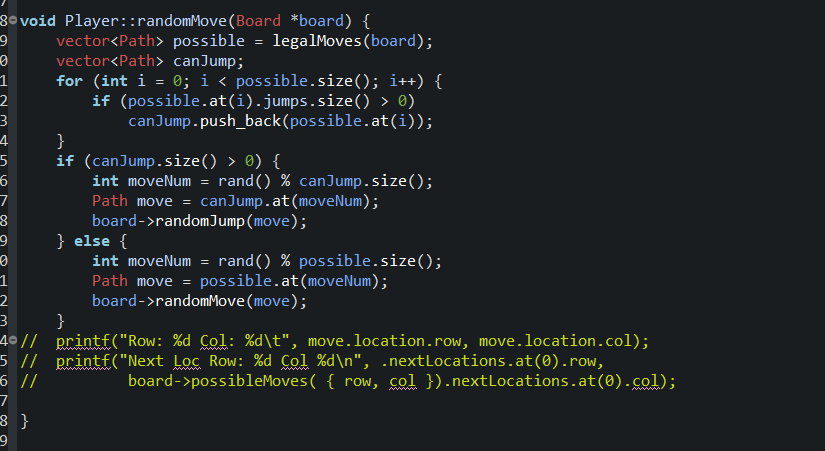 8 void Player::randomMove(Board *board) {
9     vector<Path> possible = legalMoves(board);
0     vector<Path> canJump;
1     for (int i = 0; i < possible.size(); i++) {
2         if (possible.at(i).jumps.size() > 0)
3             canJump.push_back(possible.at(i));
4     }
5     if (canJump.size() > 0) {
6         int moveNum = rand() % canJump.size();
7         Path move = canJump.at(moveNum);
8         board->randomJump(move);
9     } else {
0         int moveNum = rand() % possible.size();
1         Path move = possible.at(moveNum);
2         board->randomMove(move);
3     }
4 //  printf("Row: %d Col: %d\t", move.location.row, move.location.col);
5 //  printf("Next Loc Row: %d Col %d\n", .nextLocations.at(0).row,
6 //          board->possibleMoves( { row, col }).nextLocations.at(0).col);
7
8 }
9